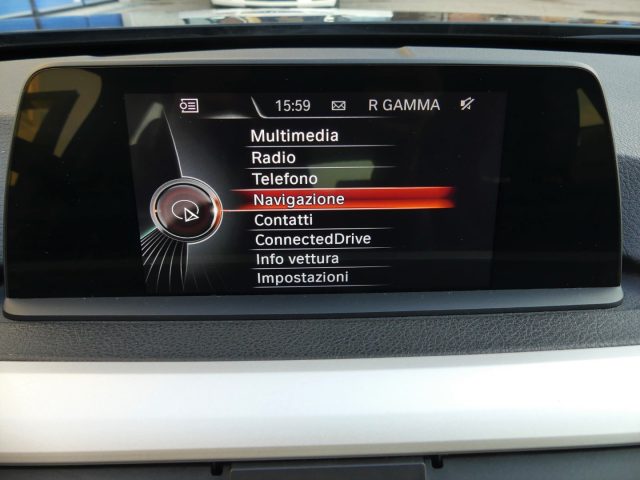 15:59 R GAMMA
Multimedia
Radio
Telefono
Navigazione
Contatti
ConnectedDrive
Info vettura
Impostazioni